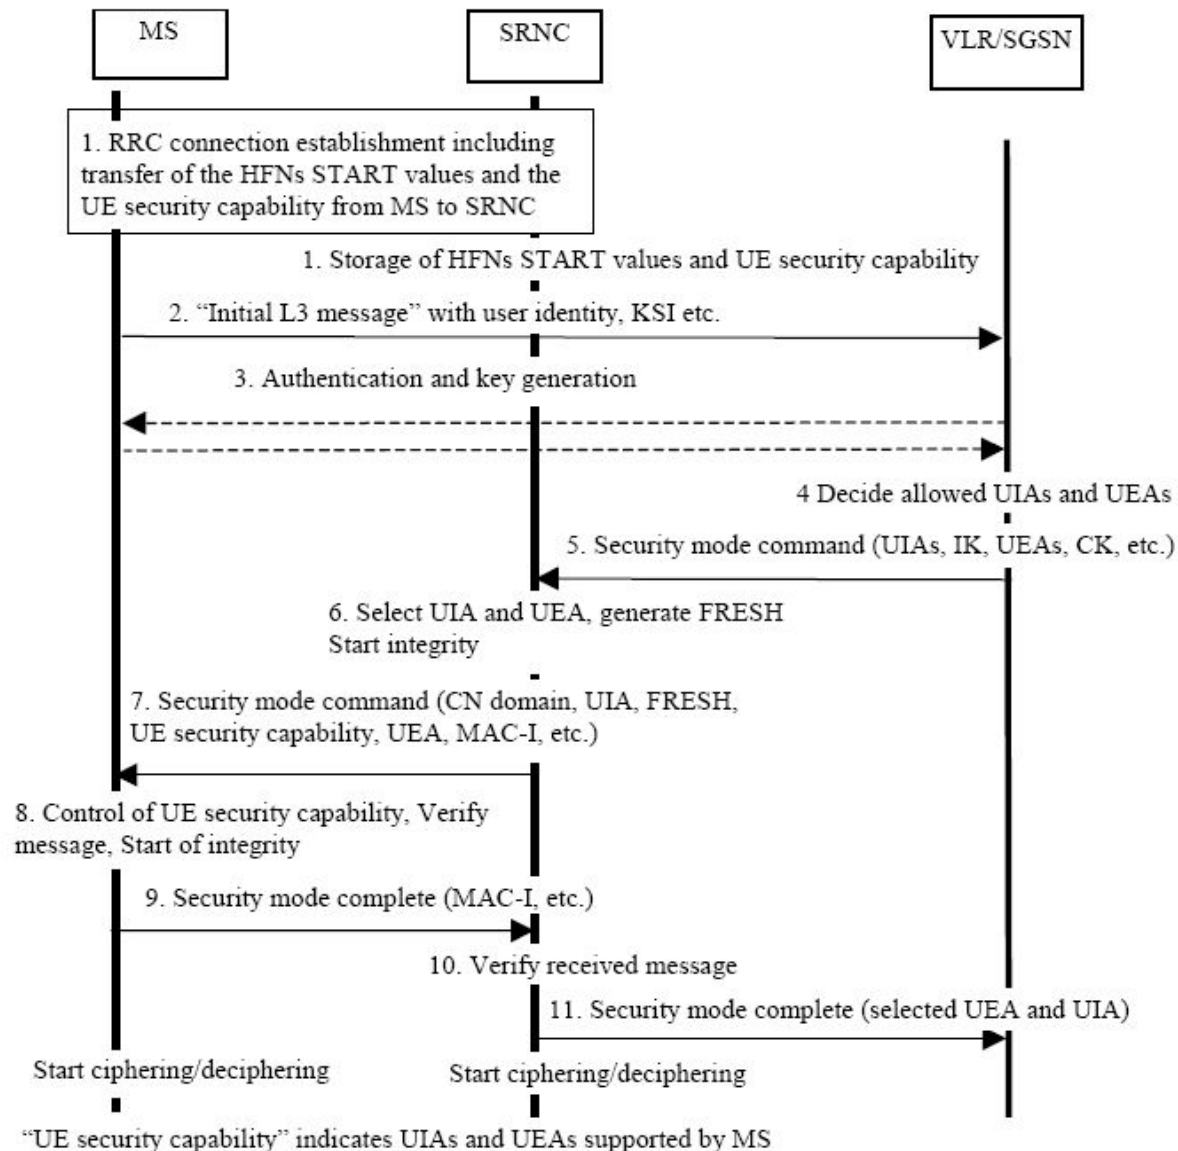 MS
SRNC
VLR/SGSN
1. RRC connection establishment including
transfer of the HFNs START values and the
UE security capability from MS to SRNC
1. Storage of HFNs START values and UE security capability
2. “Initial L3 message” with user identity, KSI etc.
3. Authentication and key generation
4 Decide allowed UIAs and UEAs
5. Security mode command (UIAs, IK, UEAs, CK, etc.)
6. Select UIA and UEA, generate FRESH
Start integrity
7. Security mode command (CN domain, UIA, FRESH,
UE security capability, UEA, MAC-I, etc.)
8. Control of UE security capability, Verify
message, Start of integrity
9. Security mode complete (MAC-I, etc.)
10. Verify received message
11. Security mode complete (selected UEA and UIA)
Start ciphering/deciphering
Start ciphering/deciphering
“UE security capability” indicates UIAs and UEAs supported by MS